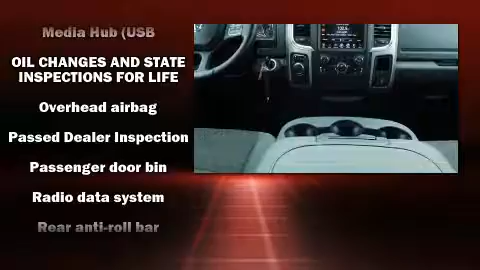 Media Hub (USB
OIL CHANGES AND STATE
INSPECTIONS FOR LIFE
Overhead airbag
Passed Dealer Inspection
Passenger door bin
Radio data system
Rear anti-roll bar